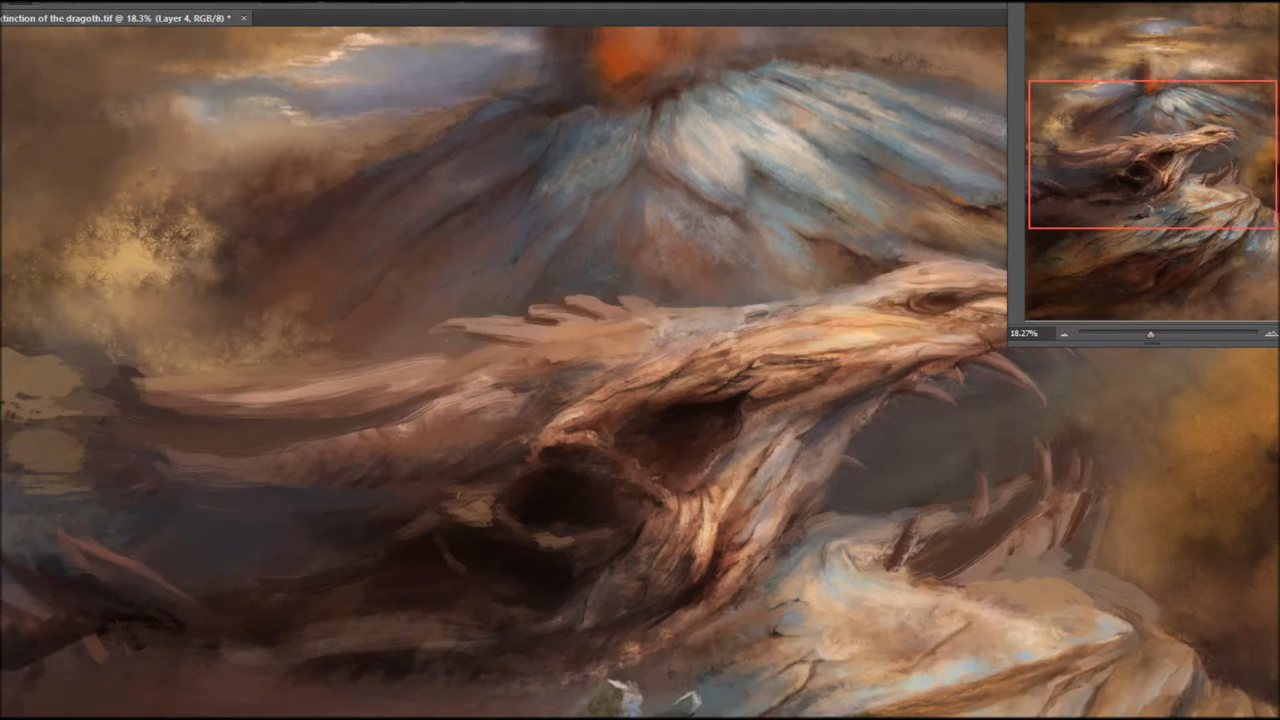 tinction of the dragoth.tif @ 18.3% (Layer 4, RGB/8) * ×
18.27%